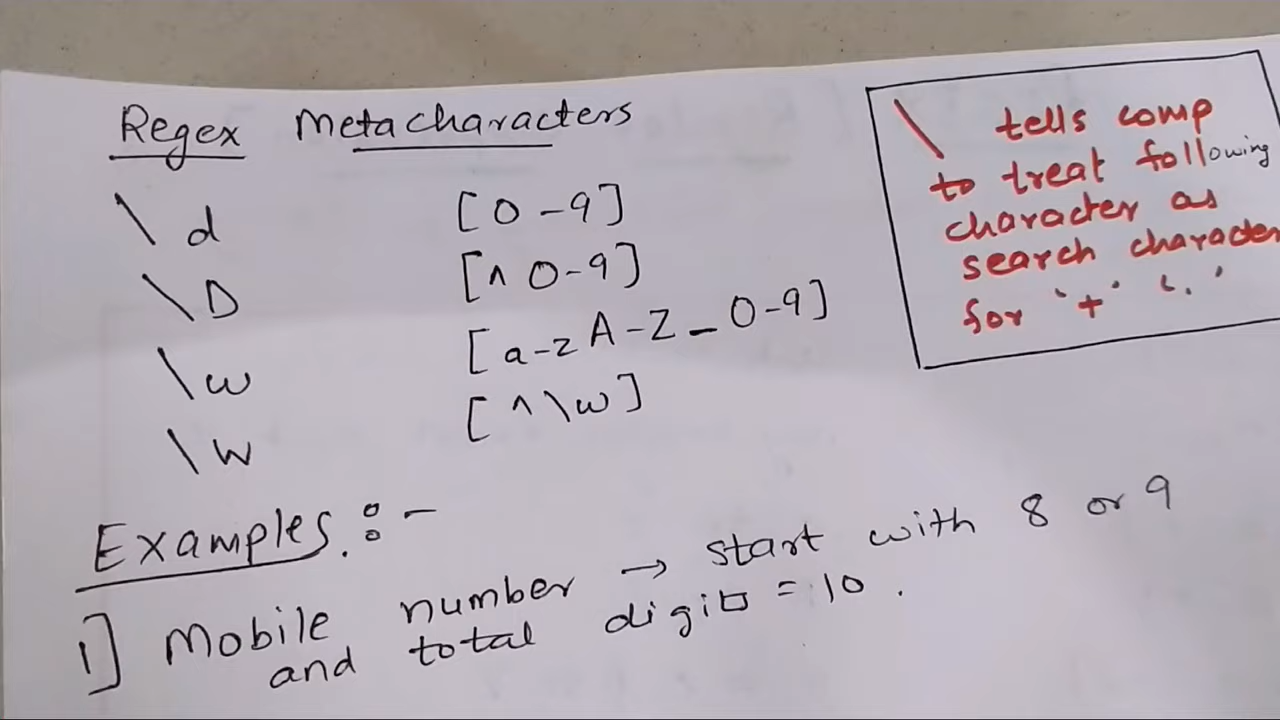 Regex Metacharacters
\d [0-9]
\D [^0-9]
\w [a-zA-Z_0-9]
\W [^\w]
\ tells comp
to treat following
character as
search character
for '+' '.'
Examples :-
1] Mobile number → start with 8 or 9
and total digits = 10.